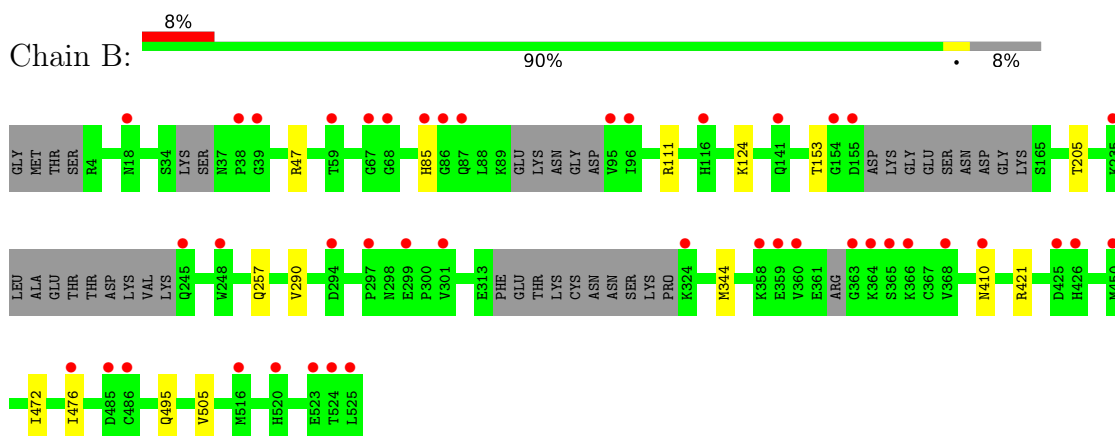 8%
Chain B:
90% • 8%
GLY MET THR SER R4 N18 S34 LYS SER N37 P38 G39 R47 T59 G67 G68 H85 G86 Q87 L88 K89 GLU LYS ASN GLY ASP V95 I96 R111 H116 K124 Q141 T153 G154 D155 ASP LYS GLY GLU SER ASN ASP GLY LYS S165 T205 K235
LEU ALA GLU THR THR ASP LYS VAL LYS Q245 W248 Q257 V290 D294 P297 N298 E299 P300 V301 E313 PHE GLU THR LYS CYS ASN ASN SER LYS PRO K324 M344 K358 E359 V360 E361 ARG G363 K364 S365 K366 C367 V368 N410 R421 D425 H426 M450
I472 I476 D485 C486 Q495 V505 M516 H520 E523 T524 L525